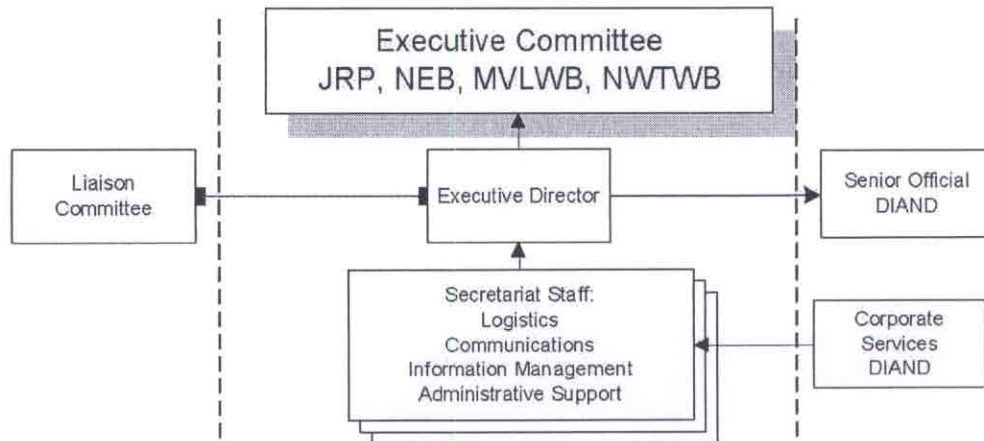 Executive Committee
JRP, NEB, MVLWB, NWTWB
Liaison
Committee
Executive Director
Senior Official
DIAND
Secretariat Staff:
Logistics
Communications
Information Management
Administrative Support
Corporate
Services
DIAND